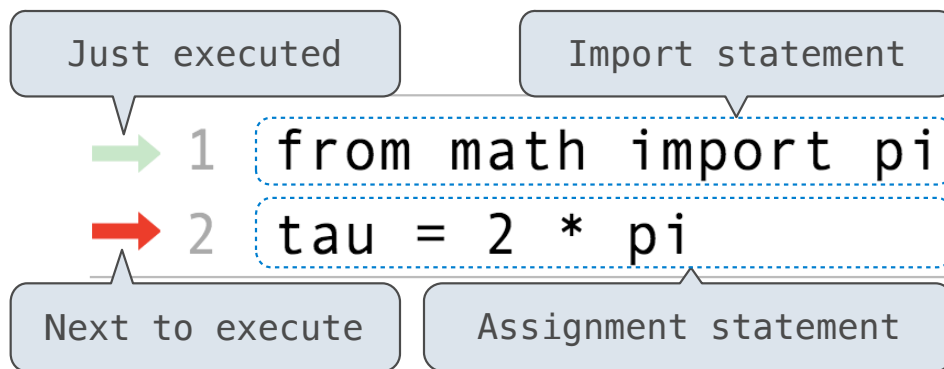 Just executed
Import statement
1 from math import pi
2 tau = 2 * pi
Next to execute
Assignment statement